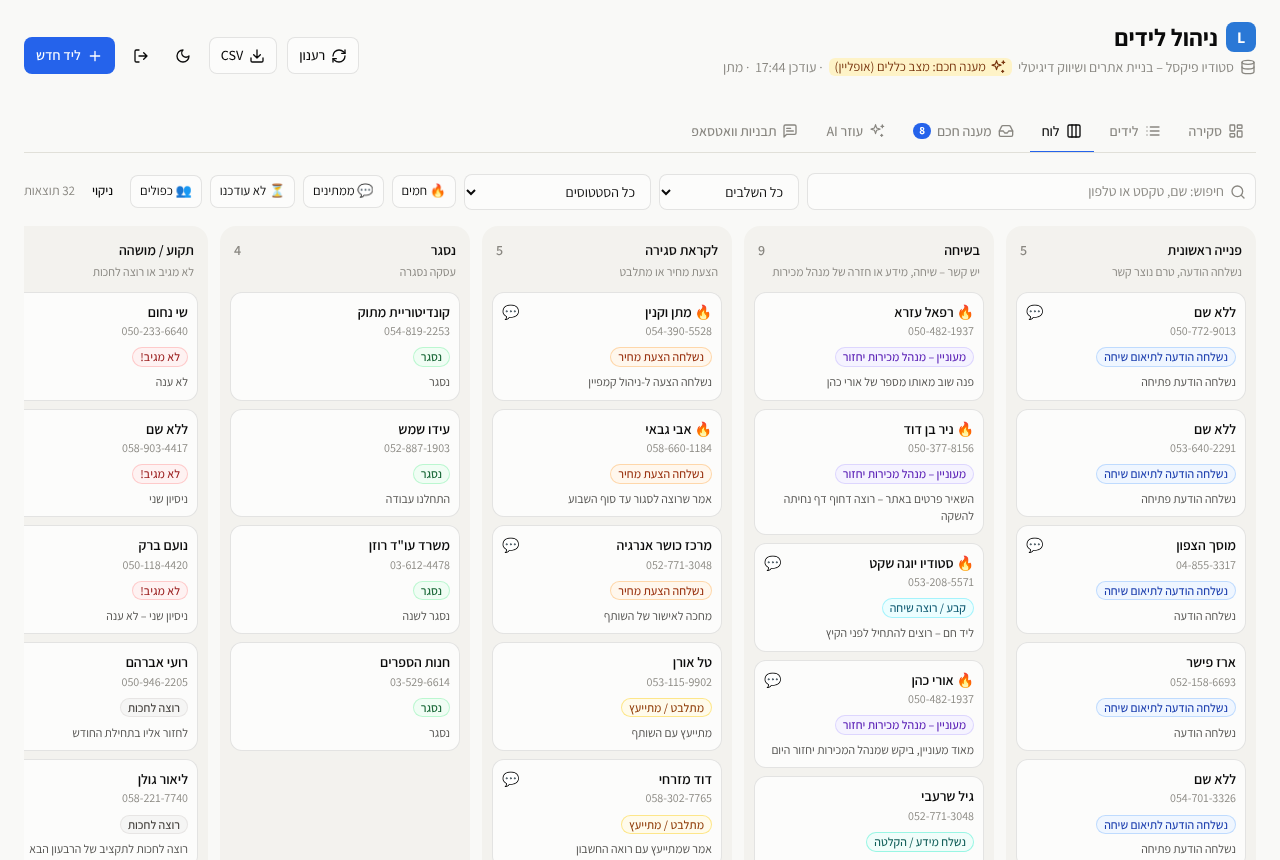 L
ניהול לידים
סטודיו פיקסל – בניית אתרים ושיווק דיגיטלי
מענה חכם: מצב כללים (אופליין)
· עודכן 17:44 · מתן
רענון
CSV
ליד חדש
סקירה
לידים
לוח
מענה חכם 8
עוזר AI
תבניות וואטסאפ
חיפוש: שם, טקסט או טלפון
כל השלבים
כל הסטטוסים
🔥 חמים
💬 ממתינים
⏳ לא עודכנו
👥 כפולים
ניקוי
32 תוצאות
פנייה ראשונית 5
נשלחה הודעה, טרם נוצר קשר
ללא שם 💬
050-772-9013
נשלחה הודעה לתיאום שיחה
נשלחה הודעת פתיחה
ללא שם
053-640-2291
נשלחה הודעה לתיאום שיחה
נשלחה הודעת פתיחה
מוסך הצפון 💬
04-855-3317
נשלחה הודעה לתיאום שיחה
נשלחה הודעה
ארז פישר
052-158-6693
נשלחה הודעה לתיאום שיחה
נשלחה הודעה
ללא שם
054-701-3326
נשלחה הודעה לתיאום שיחה
נשלחה הודעת פתיחה
בשיחה 9
יש קשר – שיחה, מידע או חזרה של מנהל מכירות
🔥 רפאל עזרא
050-482-1937
מעוניין – מנהל מכירות יחזור
פנה שוב מאותו מספר של אורי כהן
🔥 ניר בן דוד
050-377-8156
מעוניין – מנהל מכירות יחזור
השאיר פרטים באתר – רוצה דחוף דף נחיתה
להשקה
🔥 סטודיו יוגה שקט 💬
053-208-5571
קבע / רוצה שיחה
ליד חם – רוצים להתחיל לפני הקיץ
🔥 אורי כהן 💬
050-482-1937
מעוניין – מנהל מכירות יחזור
מאוד מעוניין, ביקש שמנהל המכירות יחזור היום
גיל שרעבי
052-771-3048
נשלח מידע / הקלטה
לקראת סגירה 5
הצעת מחיר או מתלבט
🔥 מתן וקנין 💬
054-390-5528
נשלחה הצעת מחיר
נשלחה הצעה ל-ניהול קמפיין
🔥 אבי גבאי
058-660-1184
נשלחה הצעת מחיר
אמר שרוצה לסגור עד סוף השבוע
מרכז כושר אנרגיה 💬
052-771-3048
נשלחה הצעת מחיר
מחכה לאישור של השותף
טל אורן
053-115-9902
מתלבט / מתייעץ
מתייעץ עם השותף
דוד מזרחי 💬
058-302-7765
מתלבט / מתייעץ
אמר שמתייעץ עם רואה החשבון
נסגר 4
עסקה נסגרה
קונדיטוריית מתוק
054-819-2253
נסגר
נסגר
עידו שמש
052-887-1903
נסגר
התחלנו עבודה
משרד עו"ד רוזן
03-612-4478
נסגר
נסגר לשנה
חנות הספרים
03-529-6614
נסגר
נסגר
תקוע / מושהה
לא מגיב או רוצה לחכות
שי נחום
050-233-6640
לא מגיב!
לא ענה
ללא שם
058-903-4417
לא מגיב!
ניסיון שני
נועם ברק
050-118-4420
לא מגיב!
ניסיון שני – לא ענה
רועי אברהם
050-946-2205
רוצה לחכות
לחזור אליו בתחילת החודש
ליאור גולן
058-221-7740
רוצה לחכות
רוצה לחכות לתקציב של הרבעון הבא